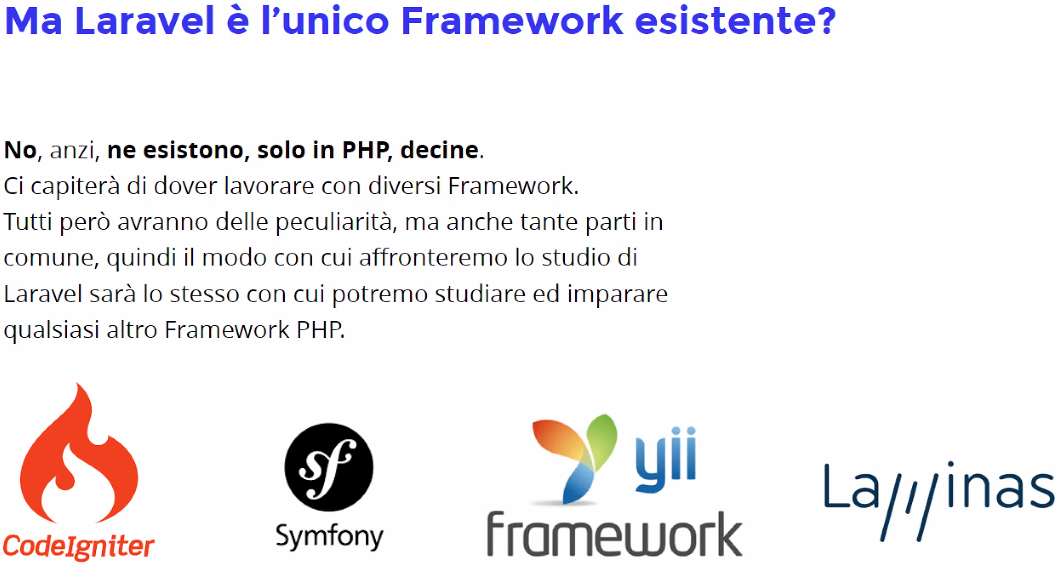 Ma Laravel è l’unico Framework esistente?
No, anzi, ne esistono, solo in PHP, decine.
Ci capiterà di dover lavorare con diversi Framework.
Tutti però avranno delle peculiarità, ma anche tante parti in
comune, quindi il modo con cui affronteremo lo studio di
Laravel sarà lo stesso con cui potremo studiare ed imparare
qualsiasi altro Framework PHP.
CodeIgniter
sf
Symfony
yii
framework
Laminas